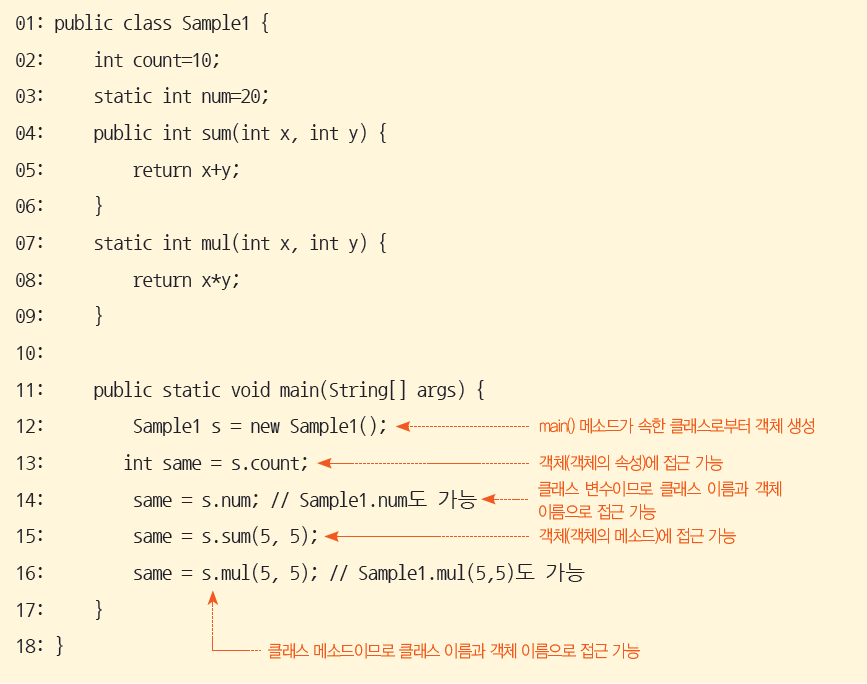 01: public class Sample1 {
02:     int count=10;
03:     static int num=20;
04:     public int sum(int x, int y) {
05:         return x+y;
06:     }
07:     static int mul(int x, int y) {
08:         return x*y;
09:     }
10:
11:     public static void main(String[] args) {
12:         Sample1 s = new Sample1(); main() 메소드가 속한 클래스로부터 객체 생성
13:        int same = s.count; 객체(객체의 속성)에 접근 가능
14:         same = s.num; // Sample1.num도 가능 클래스 변수이므로 클래스 이름과 객체
이름으로 접근 가능
15:         same = s.sum(5, 5); 객체(객체의 메소드)에 접근 가능
16:         same = s.mul(5, 5); // Sample1.mul(5,5)도 가능
17:     }
18: }
클래스 메소드이므로 클래스 이름과 객체 이름으로 접근 가능